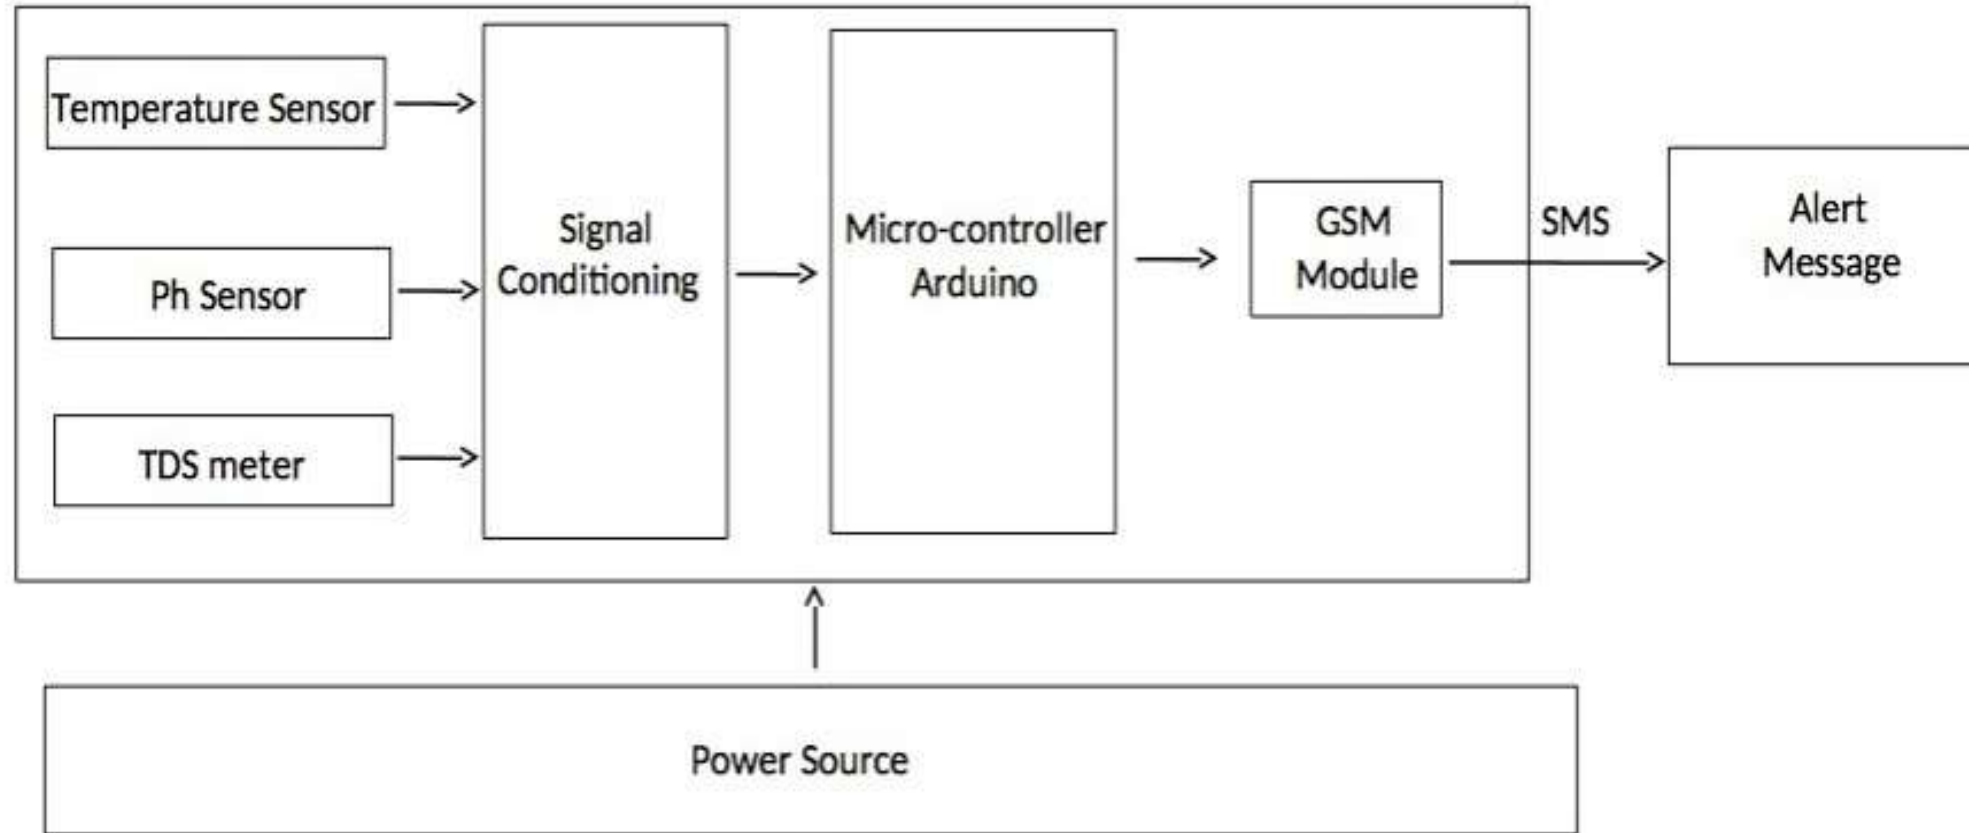 Temperature Sensor
Ph Sensor
TDS meter
Signal
Conditioning
Micro-controller
Arduino
GSM
Module
SMS
Alert
Message
Power Source